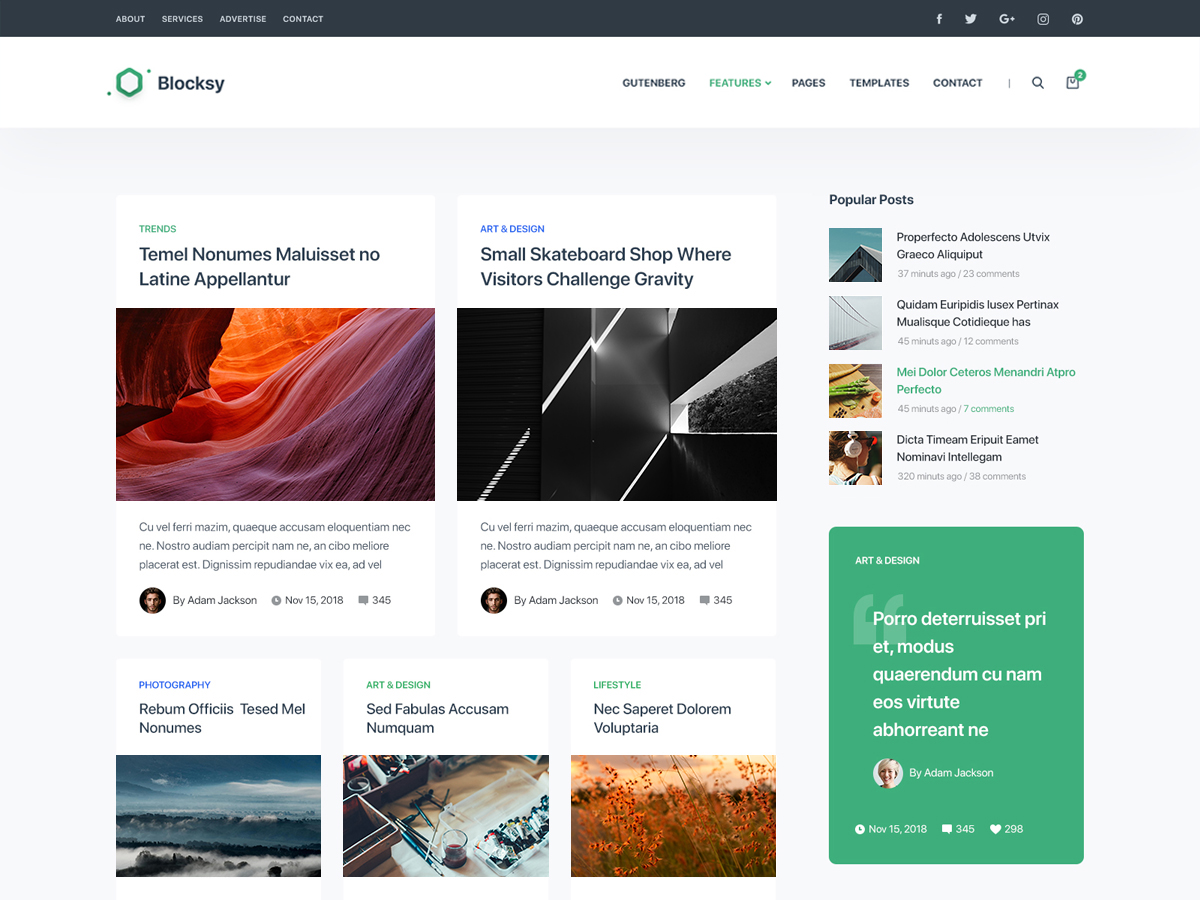 ABOUT SERVICES ADVERTISE CONTACT
Blocksy
GUTENBERG FEATURES PAGES TEMPLATES CONTACT | 2
TRENDS
Temel Nonumes Maluisset no
Latine Appellantur
Cu vel ferri mazim, quaeque accusam eloquentiam nec
ne. Nostro audiam percipit nam ne, an cibo meliore
placerat est. Dignissim repudiandae vix ea, ad vel
By Adam Jackson Nov 15, 2018 345
ART & DESIGN
Small Skateboard Shop Where
Visitors Challenge Gravity
Cu vel ferri mazim, quaeque accusam eloquentiam nec
ne. Nostro audiam percipit nam ne, an cibo meliore
placerat est. Dignissim repudiandae vix ea, ad vel
By Adam Jackson Nov 15, 2018 345
PHOTOGRAPHY
Rebum Officiis Tesed Mel
Nonumes
ART & DESIGN
Sed Fabulas Accusam
Numquam
LIFESTYLE
Nec Saperet Dolorem
Voluptaria
Popular Posts
Properfecto Adolescens Utvix
Graeco Aliquiput
37 minuts ago / 23 comments
Quidam Euripidis Iusex Pertinax
Mualisque Cotidieque has
45 minuts ago / 12 comments
Mei Dolor Ceteros Menandri Atpro
Perfecto
45 minuts ago / 7 comments
Dicta Timeam Eripuit Eamet
Nominavi Intellegam
320 minuts ago / 38 comments
ART & DESIGN
“
Porro deterruisset pri
et, modus
quaerendum cu nam
eos virtute
abhorreant ne
By Adam Jackson
Nov 15, 2018 345 298